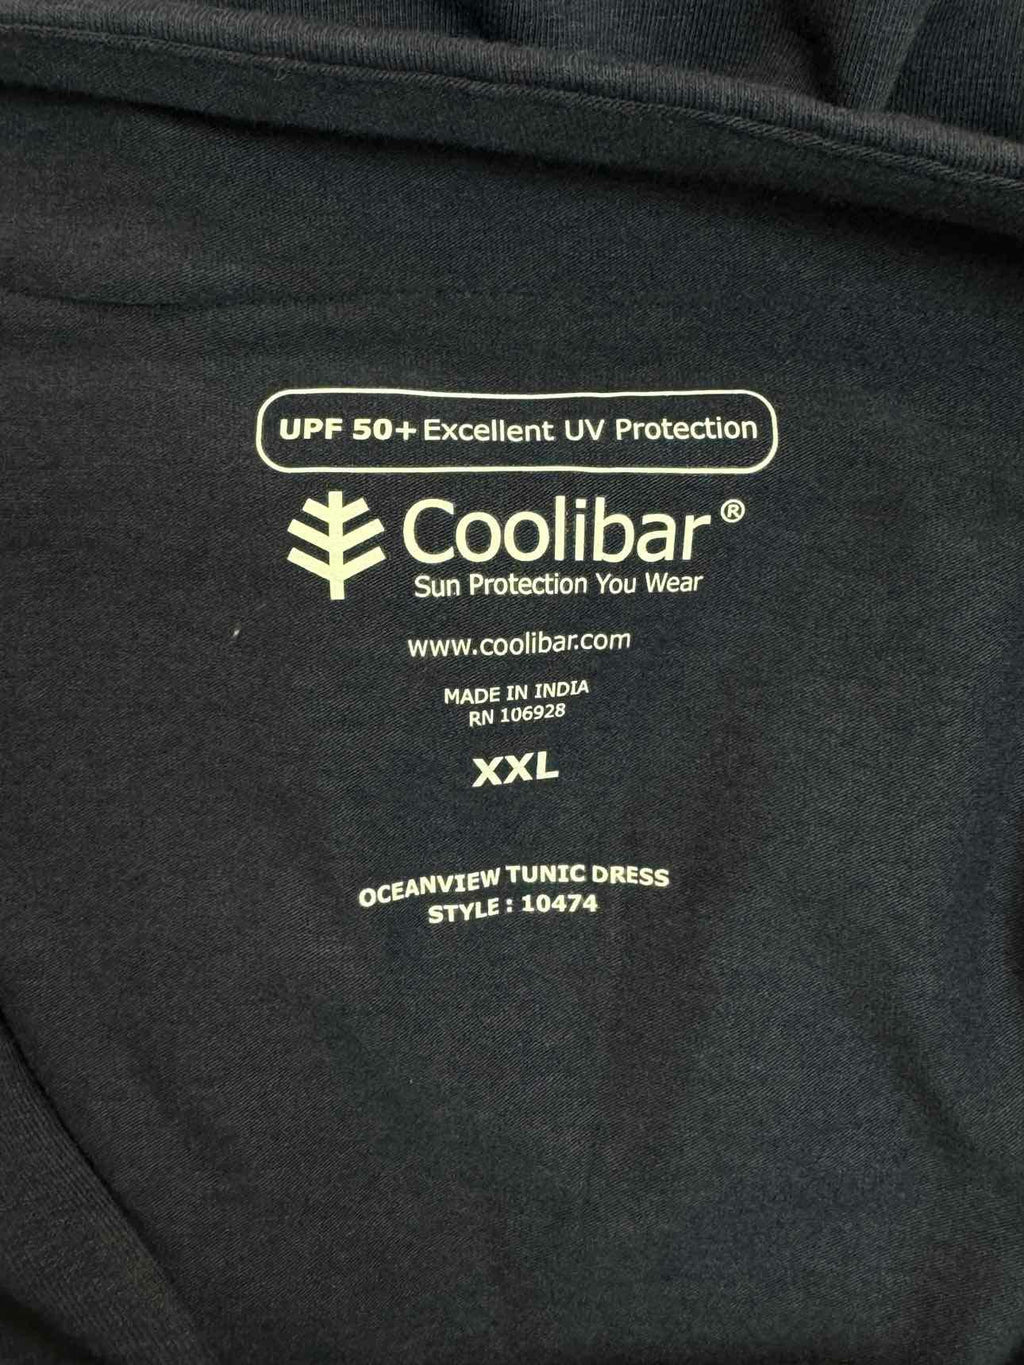 UPF 50+ Excellent UV Protection
Coolibar®
Sun Protection You Wear
www.coolibar.com
MADE IN INDIA
RN 106928
XXL
OCEANVIEW TUNIC DRESS
STYLE : 10474